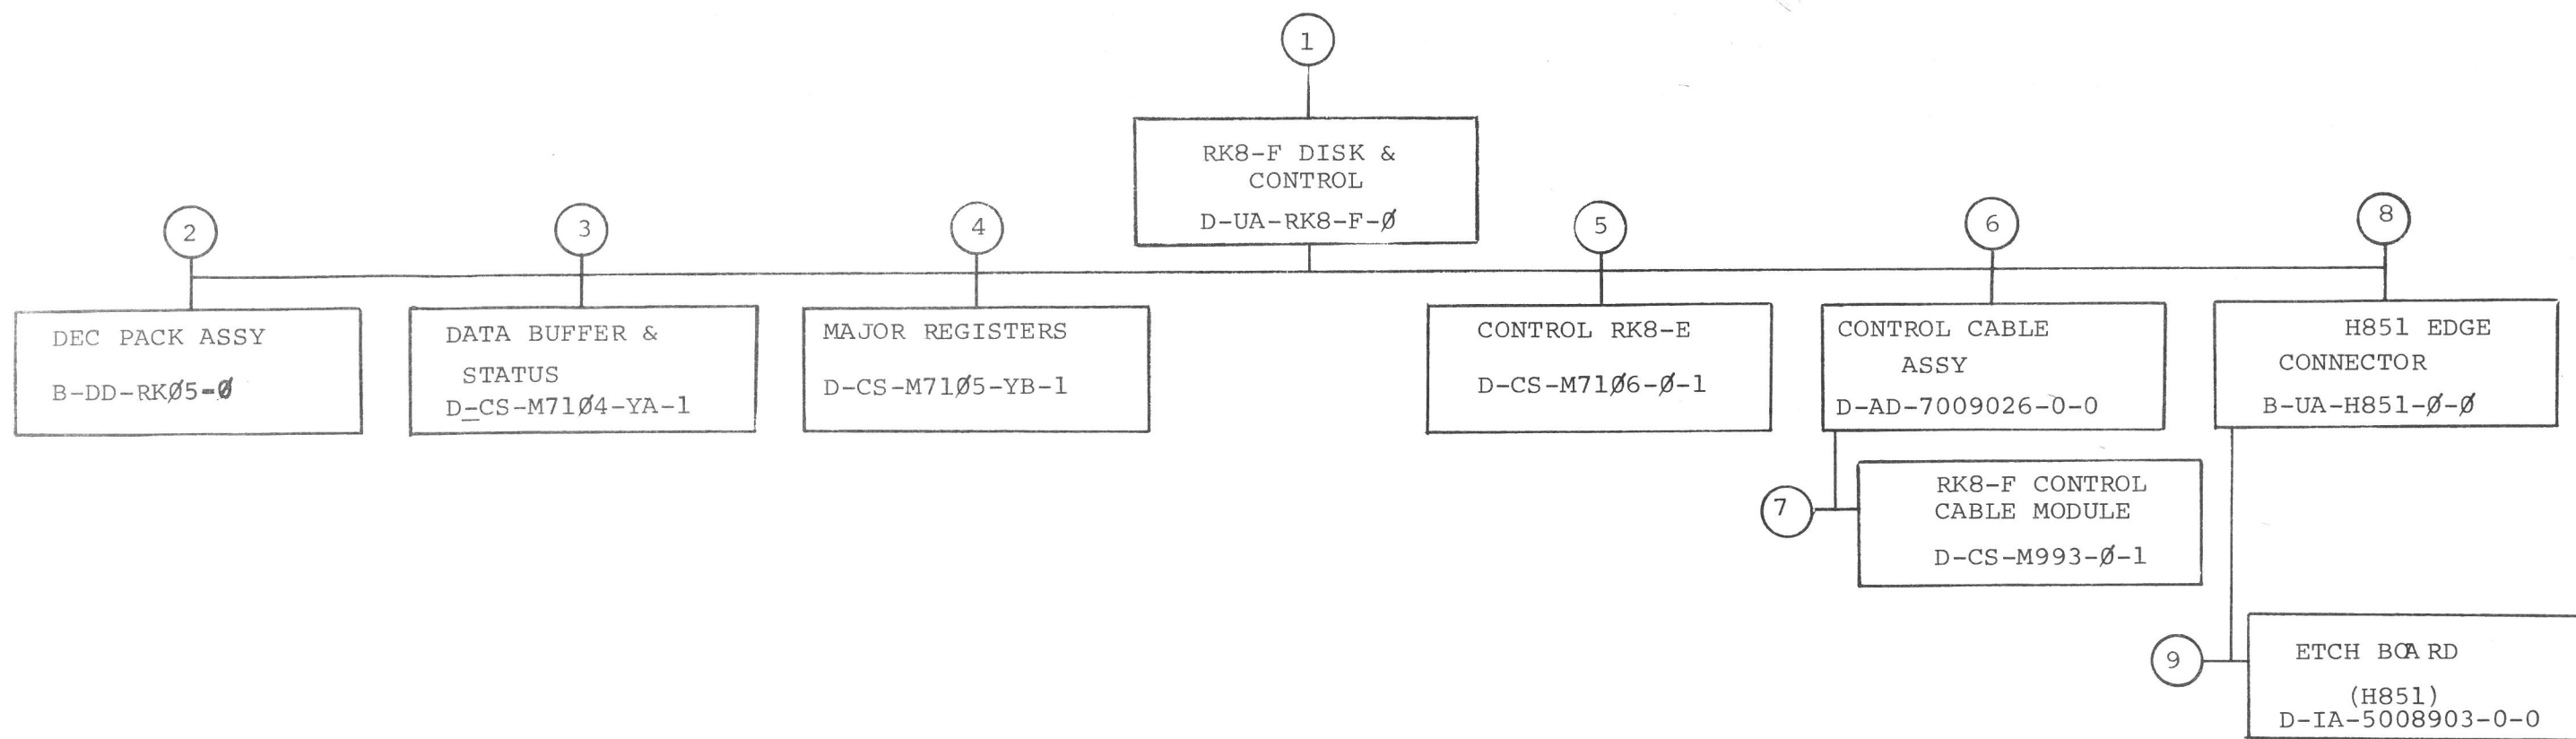 1
RK8-F DISK &
CONTROL
D-UA-RK8-F-Ø
2
DEC PACK ASSY
B-DD-RKØ5-Ø
3
DATA BUFFER &
STATUS
D-CS-M71Ø4-YA-1
4
MAJOR REGISTERS
D-CS-M71Ø5-YB-1
5
CONTROL RK8-E
D-CS-M71Ø6-Ø-1
6
CONTROL CABLE
ASSY
D-AD-7009026-0-0
7
RK8-F CONTROL
CABLE MODULE
D-CS-M993-Ø-1
8
H851 EDGE
CONNECTOR
B-UA-H851-Ø-Ø
9
ETCH BOARD
(H851)
D-IA-5008903-0-0